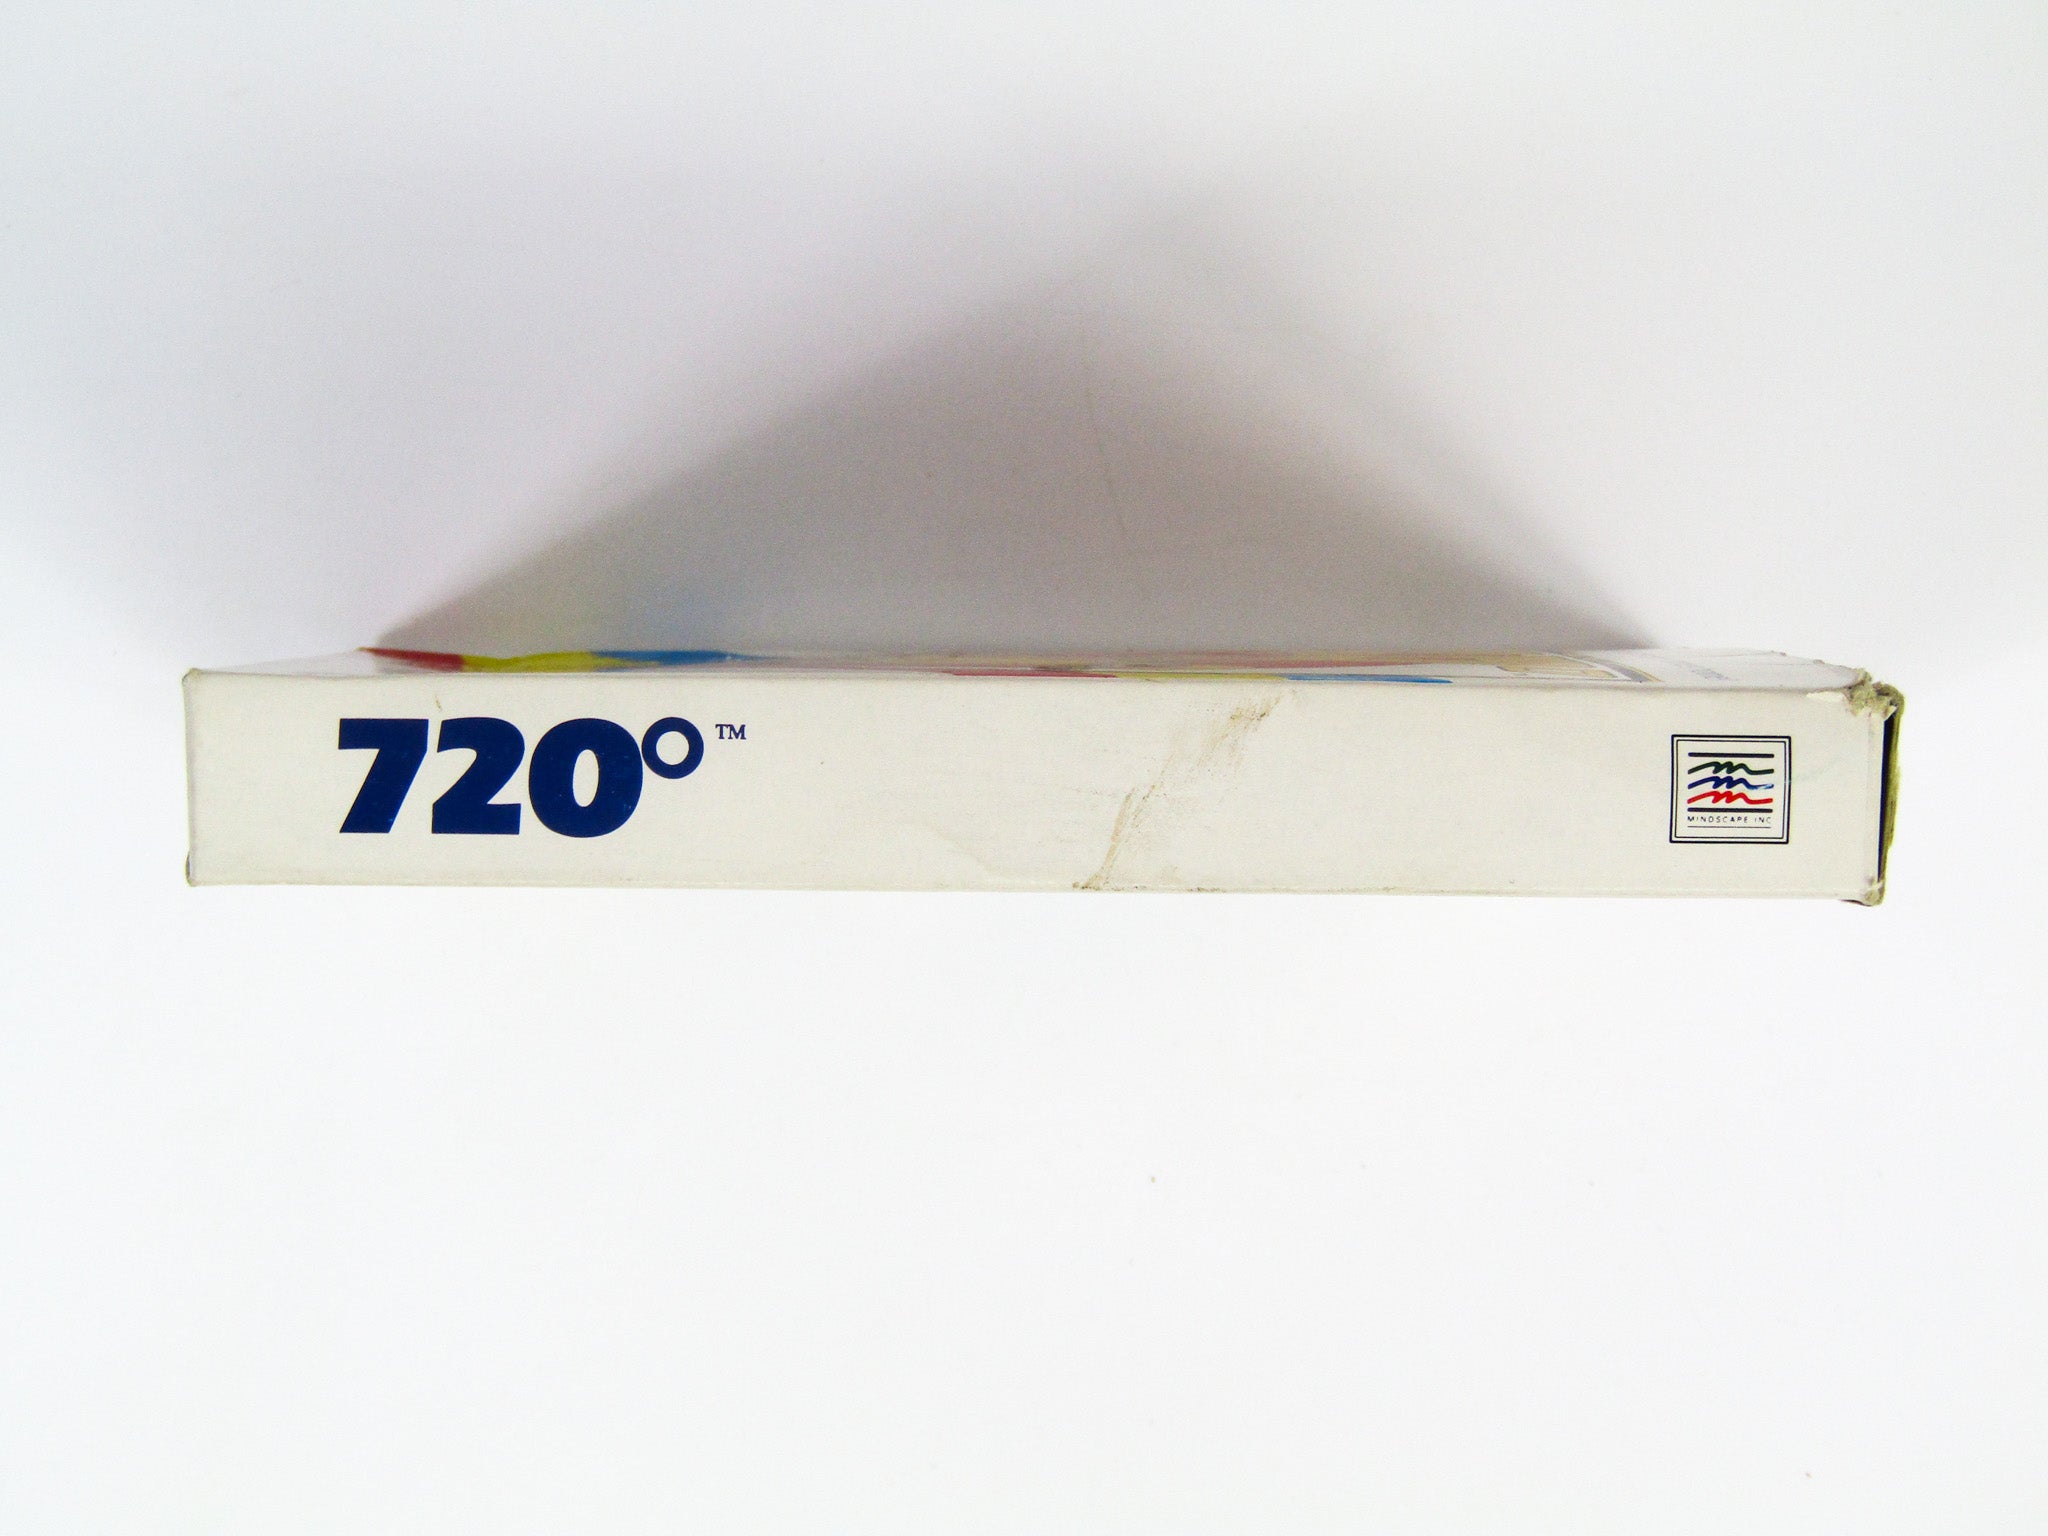 720° ™
MINDSCAPE INC